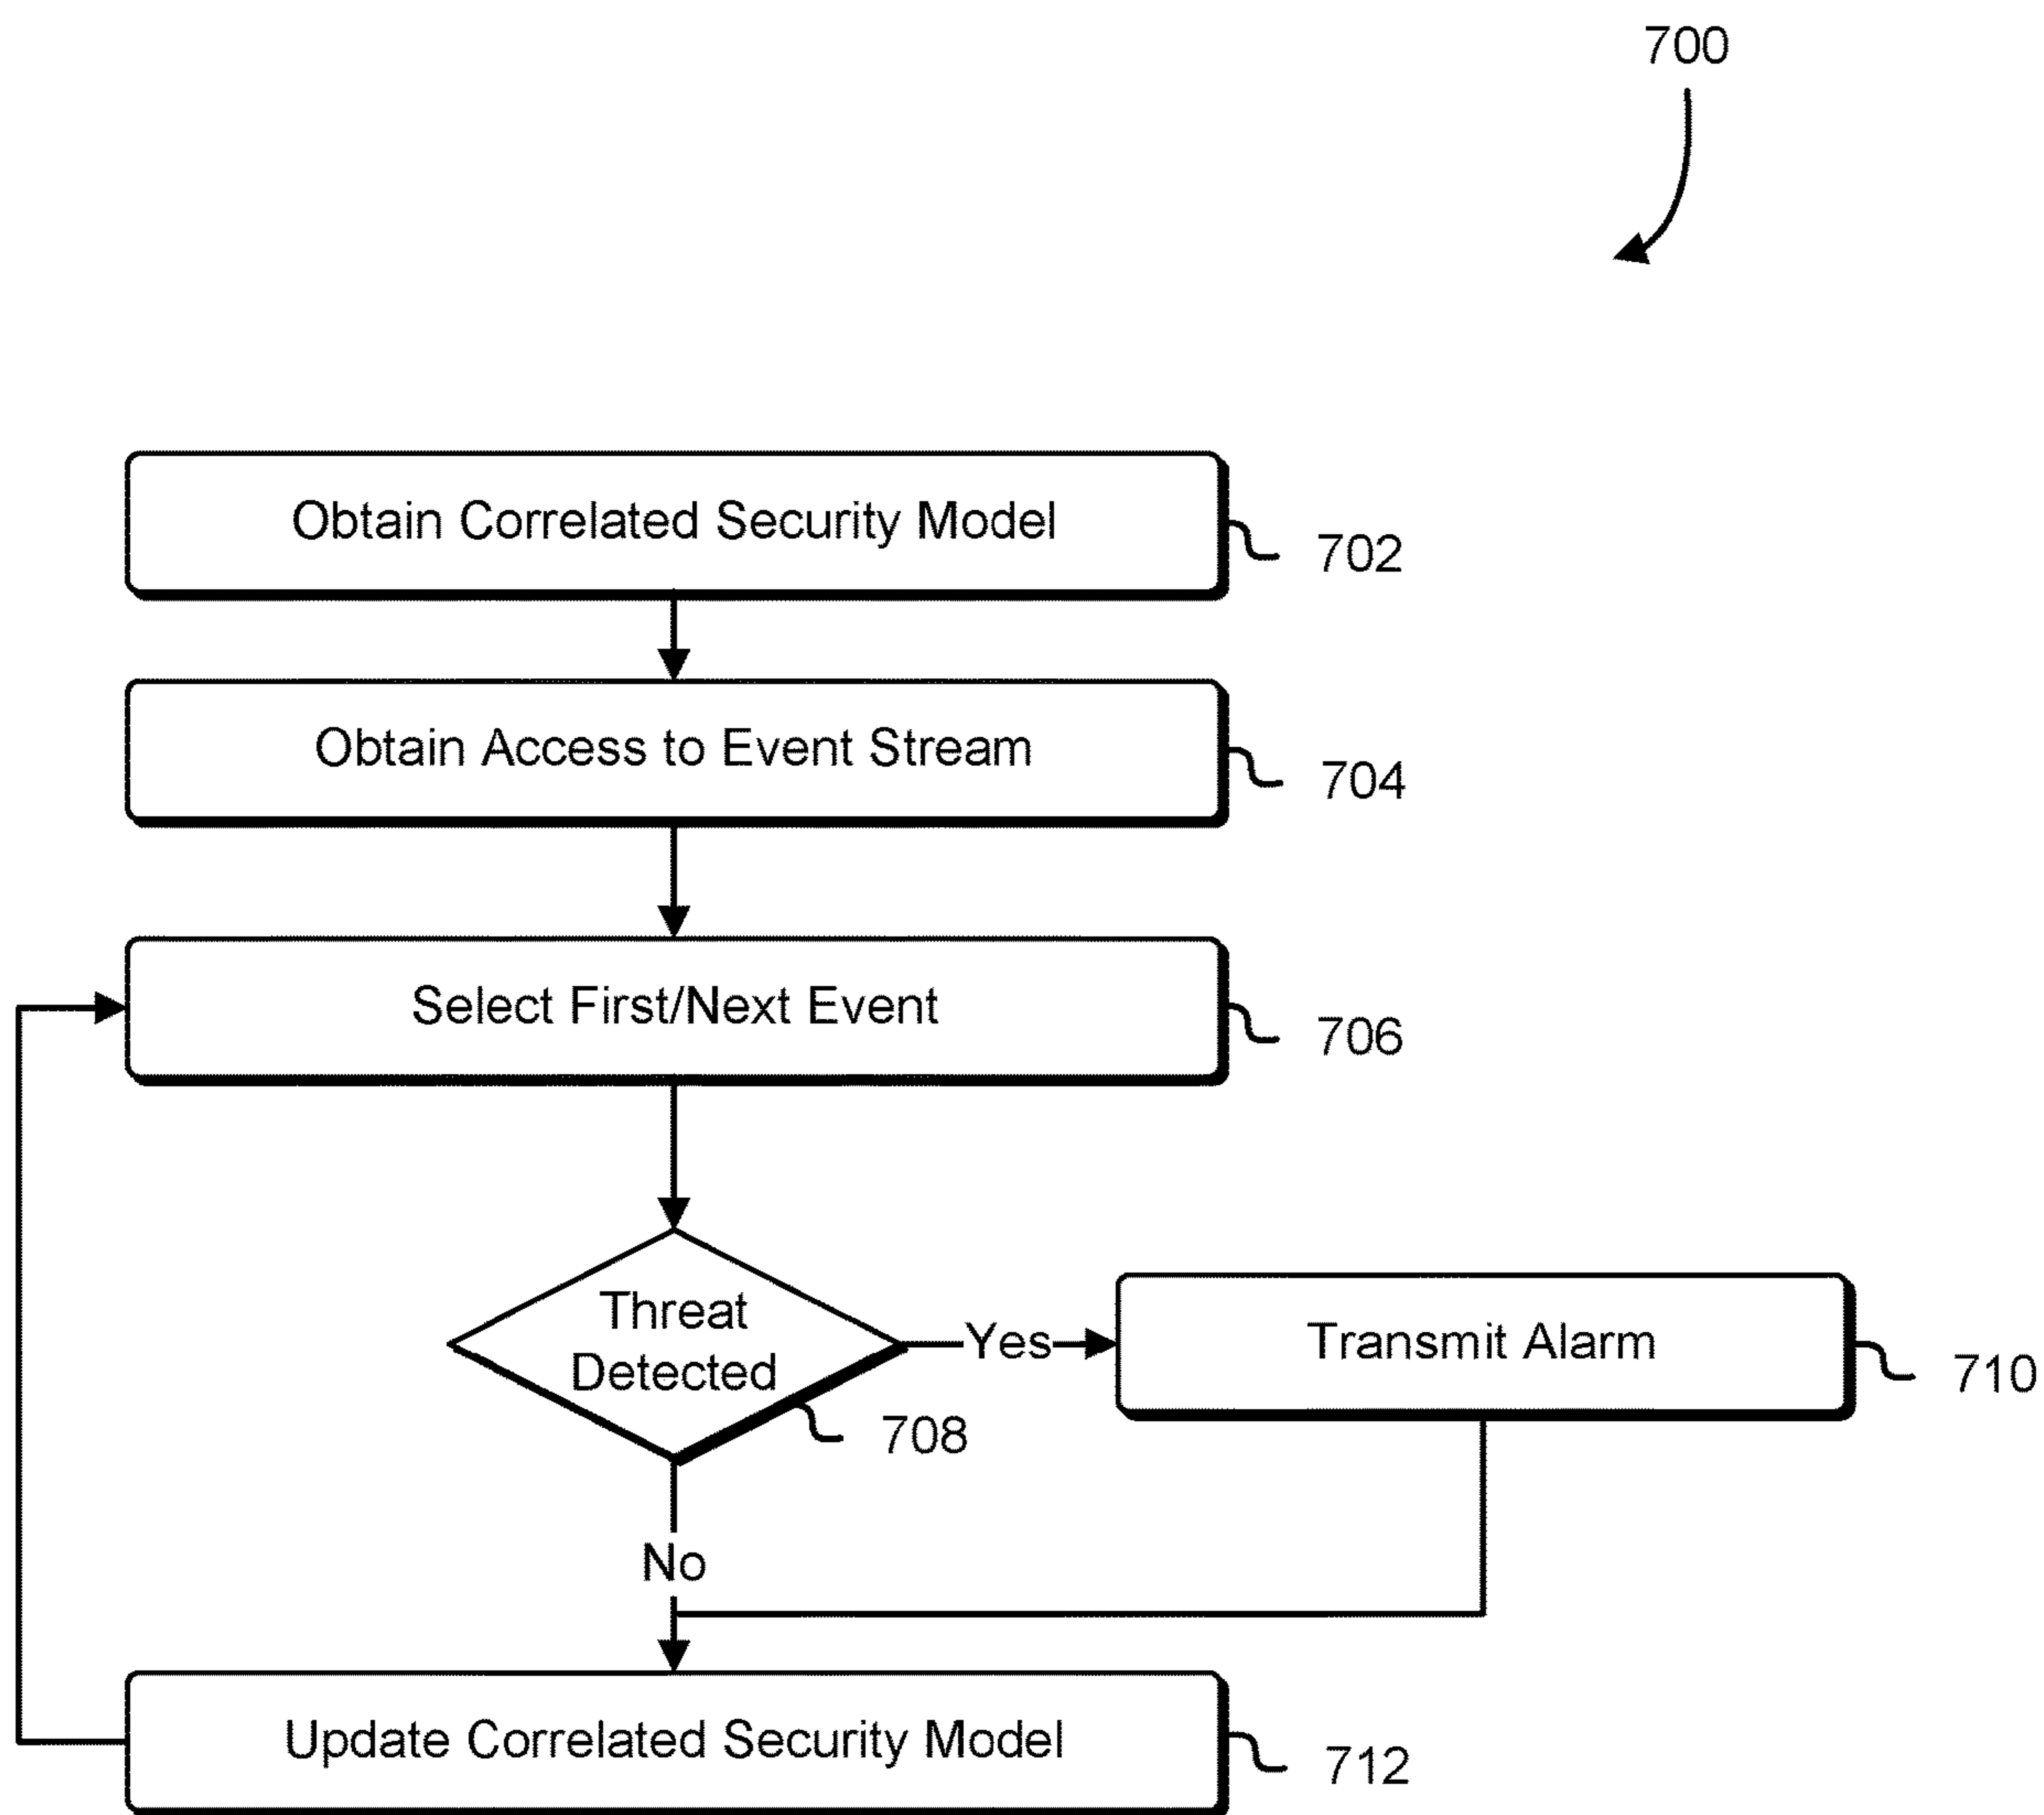 700
Obtain Correlated Security Model
702
Obtain Access to Event Stream
704
Select First/Next Event
706
Threat
Detected
708
Yes
Transmit Alarm
710
No
Update Correlated Security Model
712